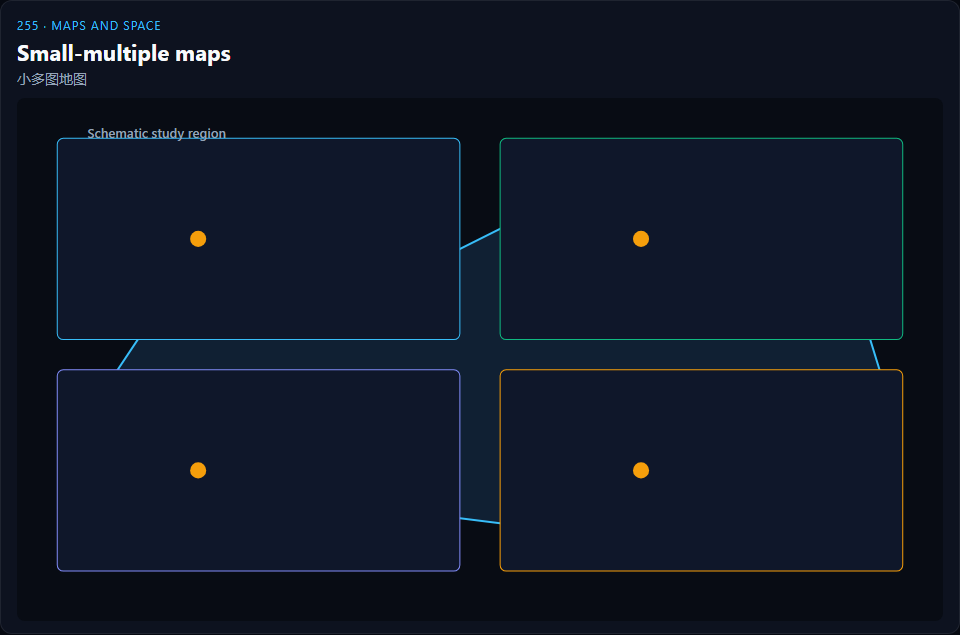 255 · MAPS AND SPACE
Small-multiple maps
小多图地图
Schematic study region